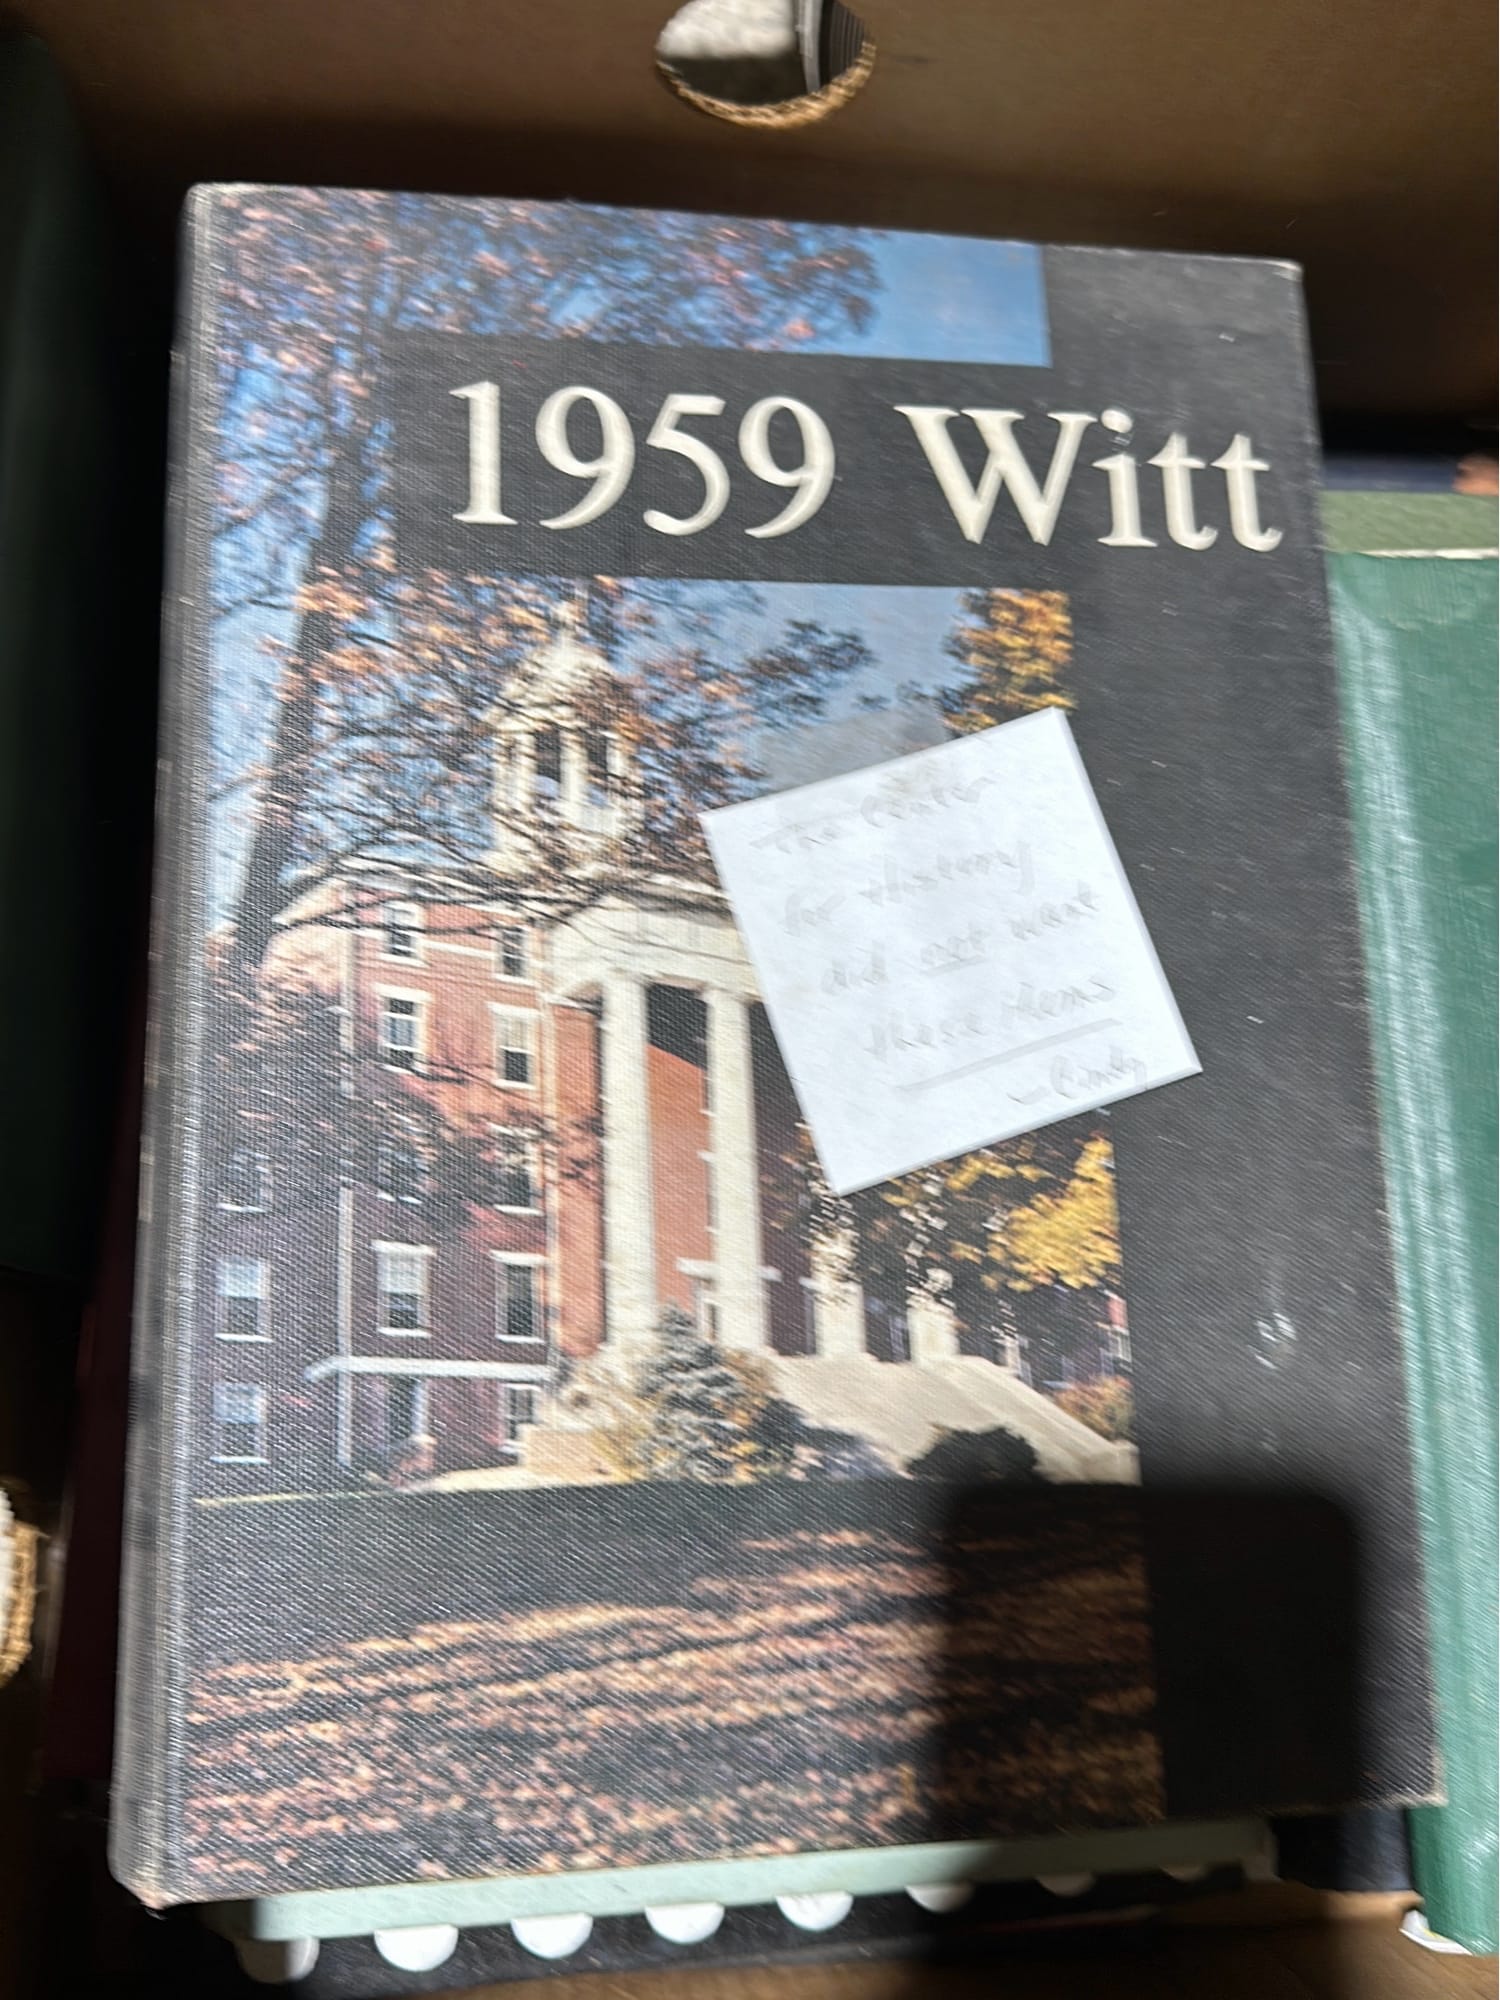 1959 Witt
The Center
for History
did not want
these items
— Cindy